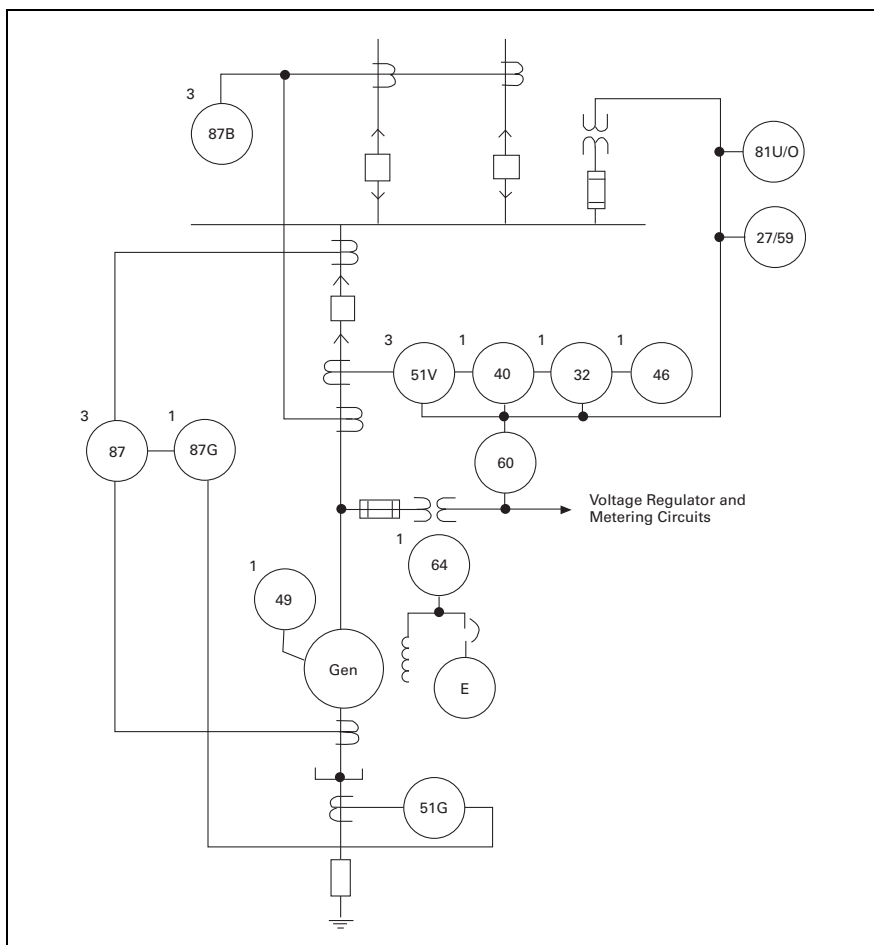 3
87B
81U/O
27/59
3
1
1
1
51V
40
32
46
3
1
87
87G
60
Voltage Regulator and
Metering Circuits
1
64
1
49
Gen
E
51G